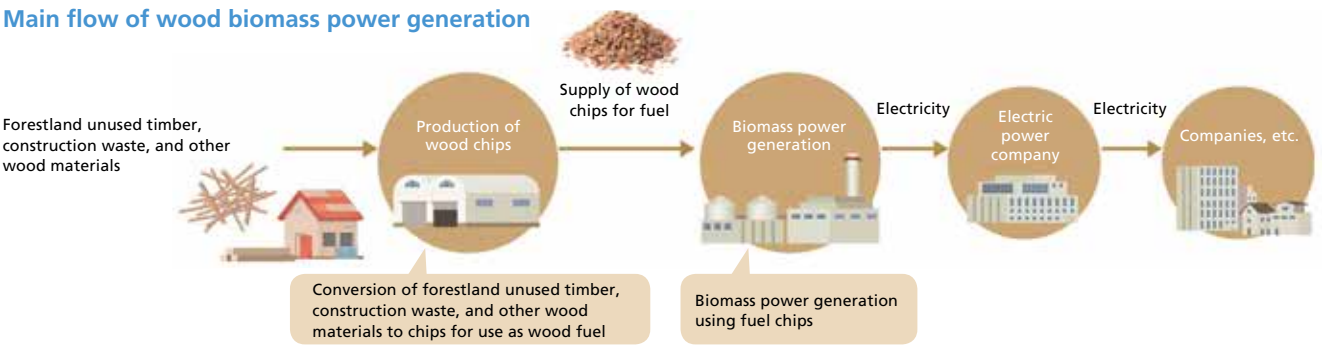 Main flow of wood biomass power generation
Forestland unused timber,
construction waste, and other
wood materials
Production of
wood chips
Supply of wood
chips for fuel
Biomass power
generation
Electricity
Electric
power
company
Electricity
Companies, etc.
Conversion of forestland unused timber,
construction waste, and other wood
materials to chips for use as wood fuel
Biomass power generation
using fuel chips